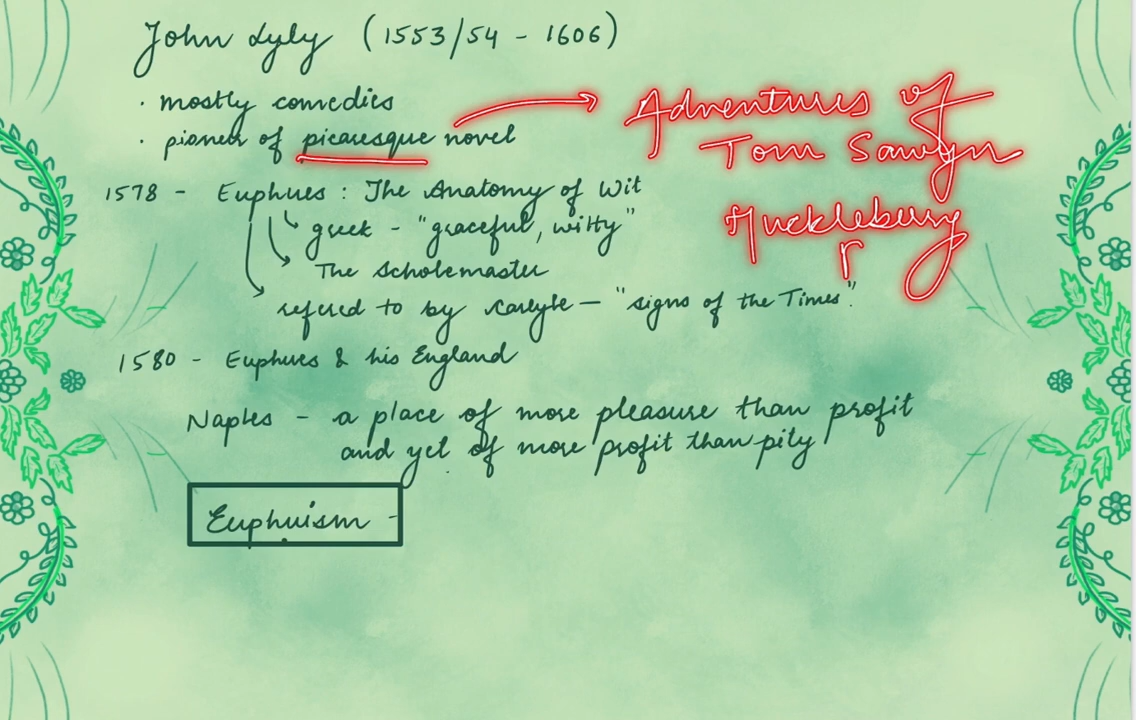 John Lyly (1553/54 - 1606)
· mostly comedies
· pioneer of picaresque novel
Adventures of
Tom Sawyer
Huckleberry
F
1578 - Euphues : The Anatomy of Wit
greek - "graceful, witty"
The Scholemaster
refered to by Carlyle - "signs of the Times".
1580 - Euphues & his England
Naples - a place of more pleasure than profit
and yet of more profit than pity
Euphuism -